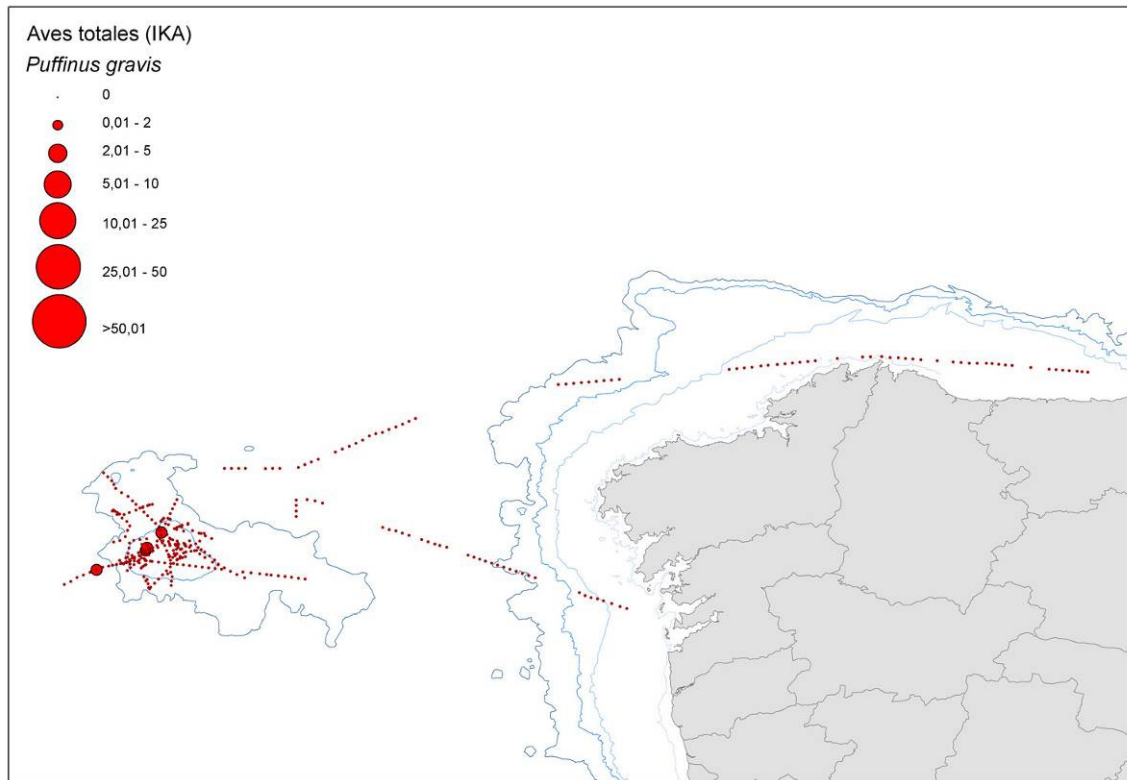 Aves totales (IKA)
Puffinus gravis
0
0,01 - 2
2,01 - 5
5,01 - 10
10,01 - 25
25,01 - 50
>50,01